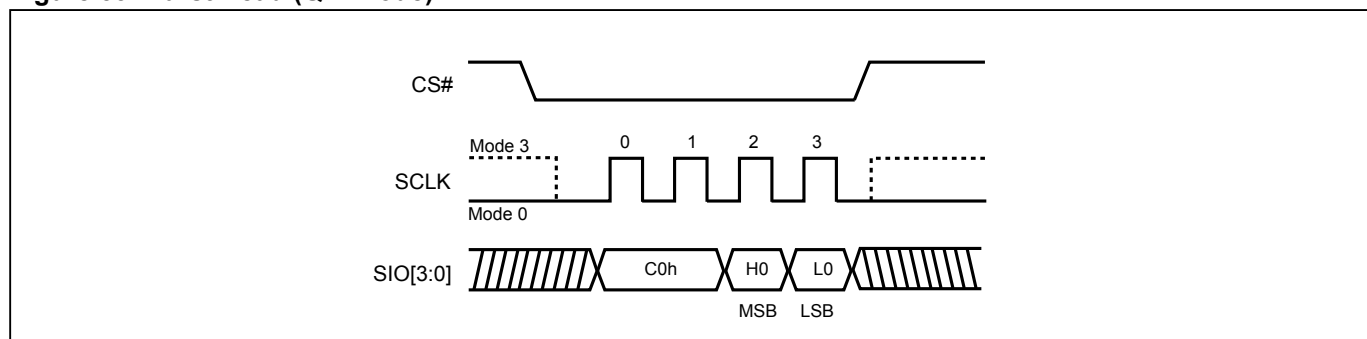 CS#
Mode 3
0 1 2 3
SCLK
Mode 0
SIO[3:0]
C0h H0 L0
MSB LSB